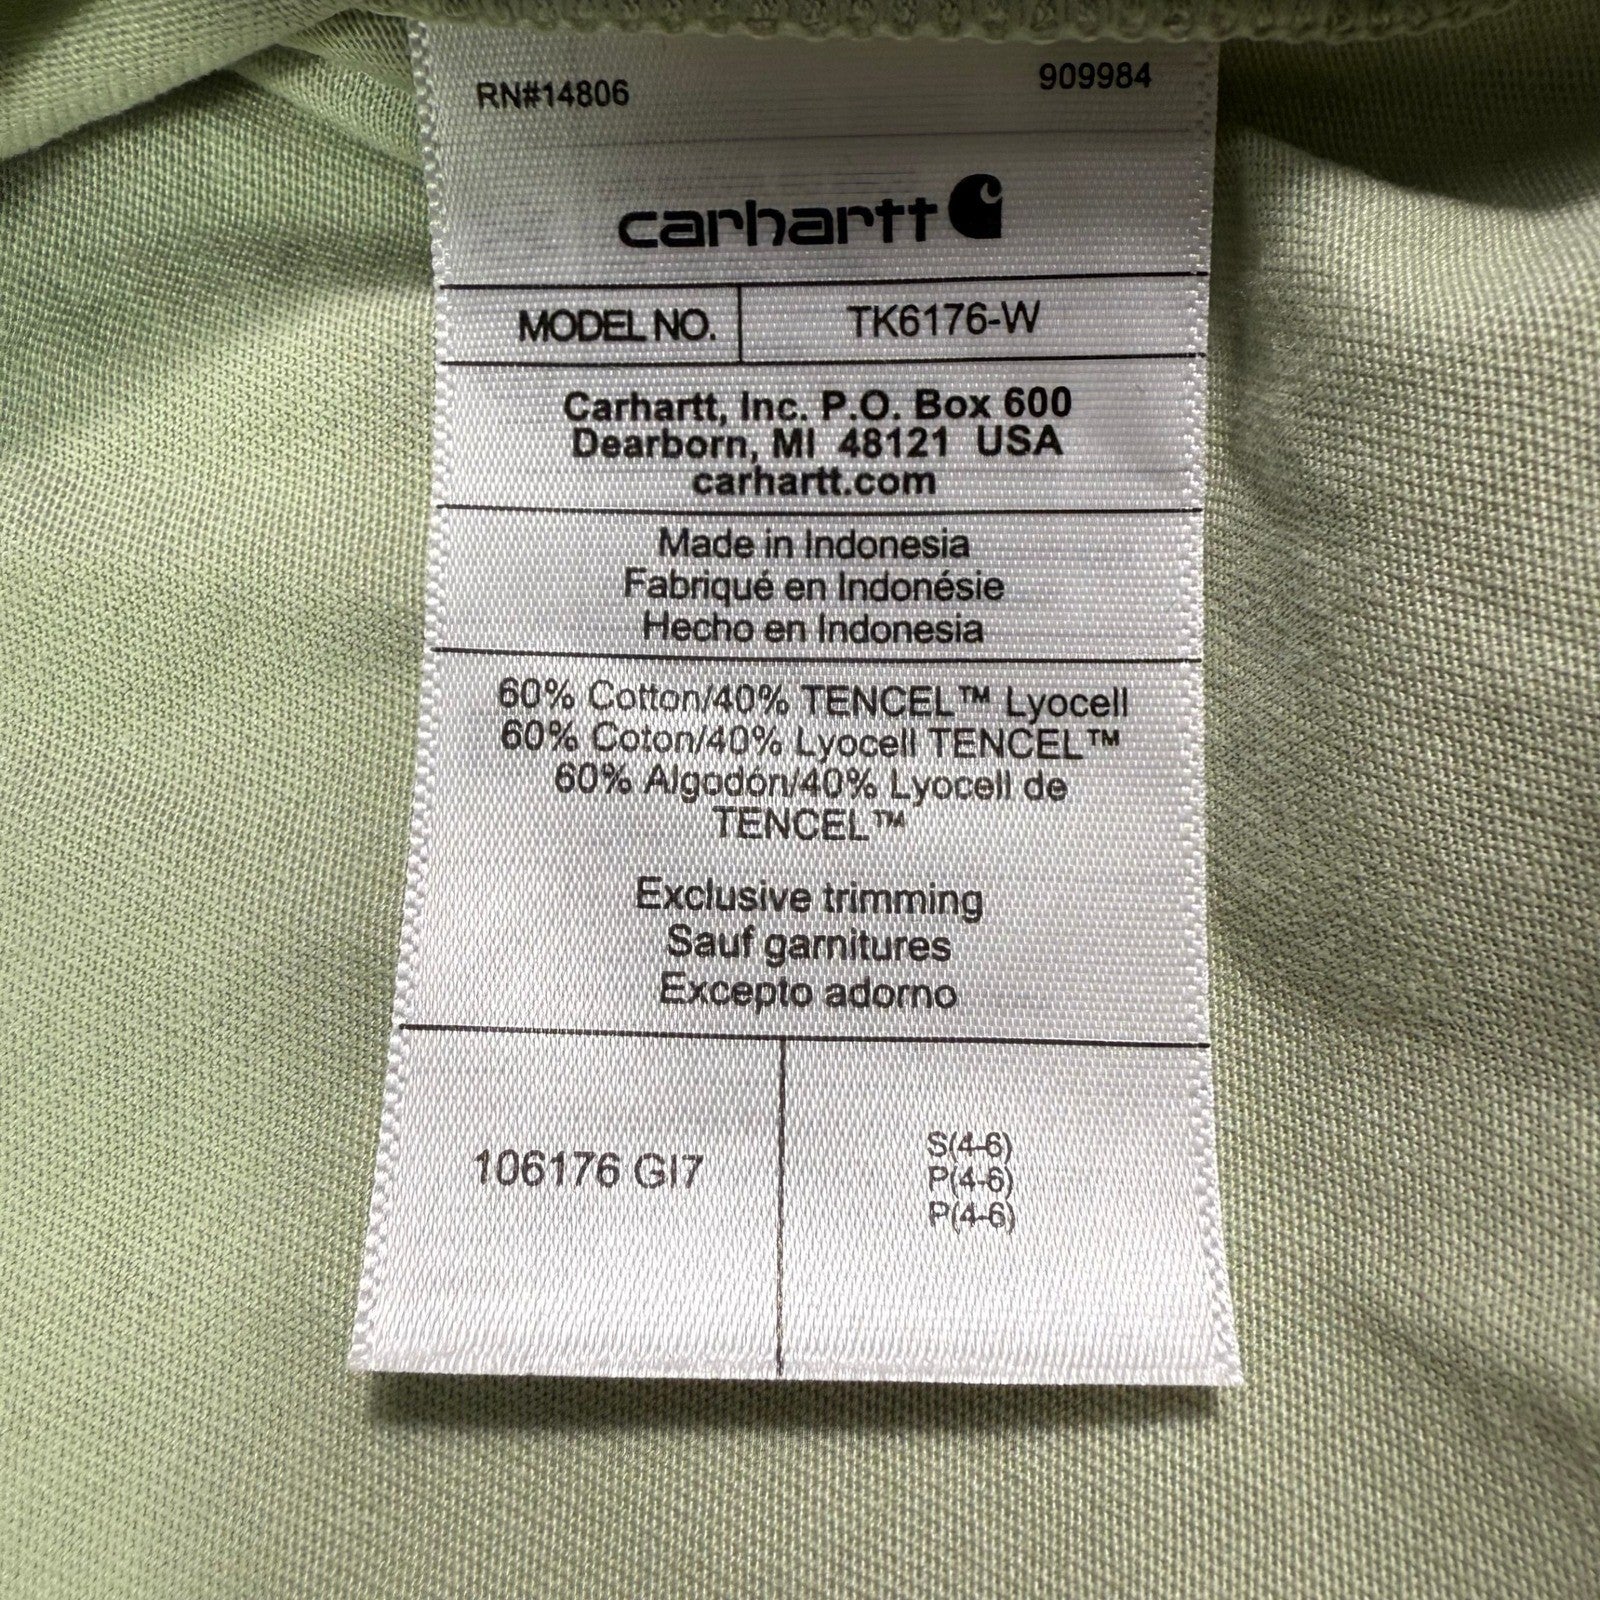 RN#14806 909984
carhartt
MODEL NO. TK6176-W
Carhartt, Inc. P.O. Box 600
Dearborn, MI 48121 USA
carhartt.com
Made in Indonesia
Fabriqué en Indonésie
Hecho en Indonesia
60% Cotton/40% TENCEL™ Lyocell
60% Coton/40% Lyocell TENCEL™
60% Algodón/40% Lyocell de
TENCEL™
Exclusive trimming
Sauf garnitures
Excepto adorno
106176 GI7
S(4-6)
P(4-6)
P(4-6)